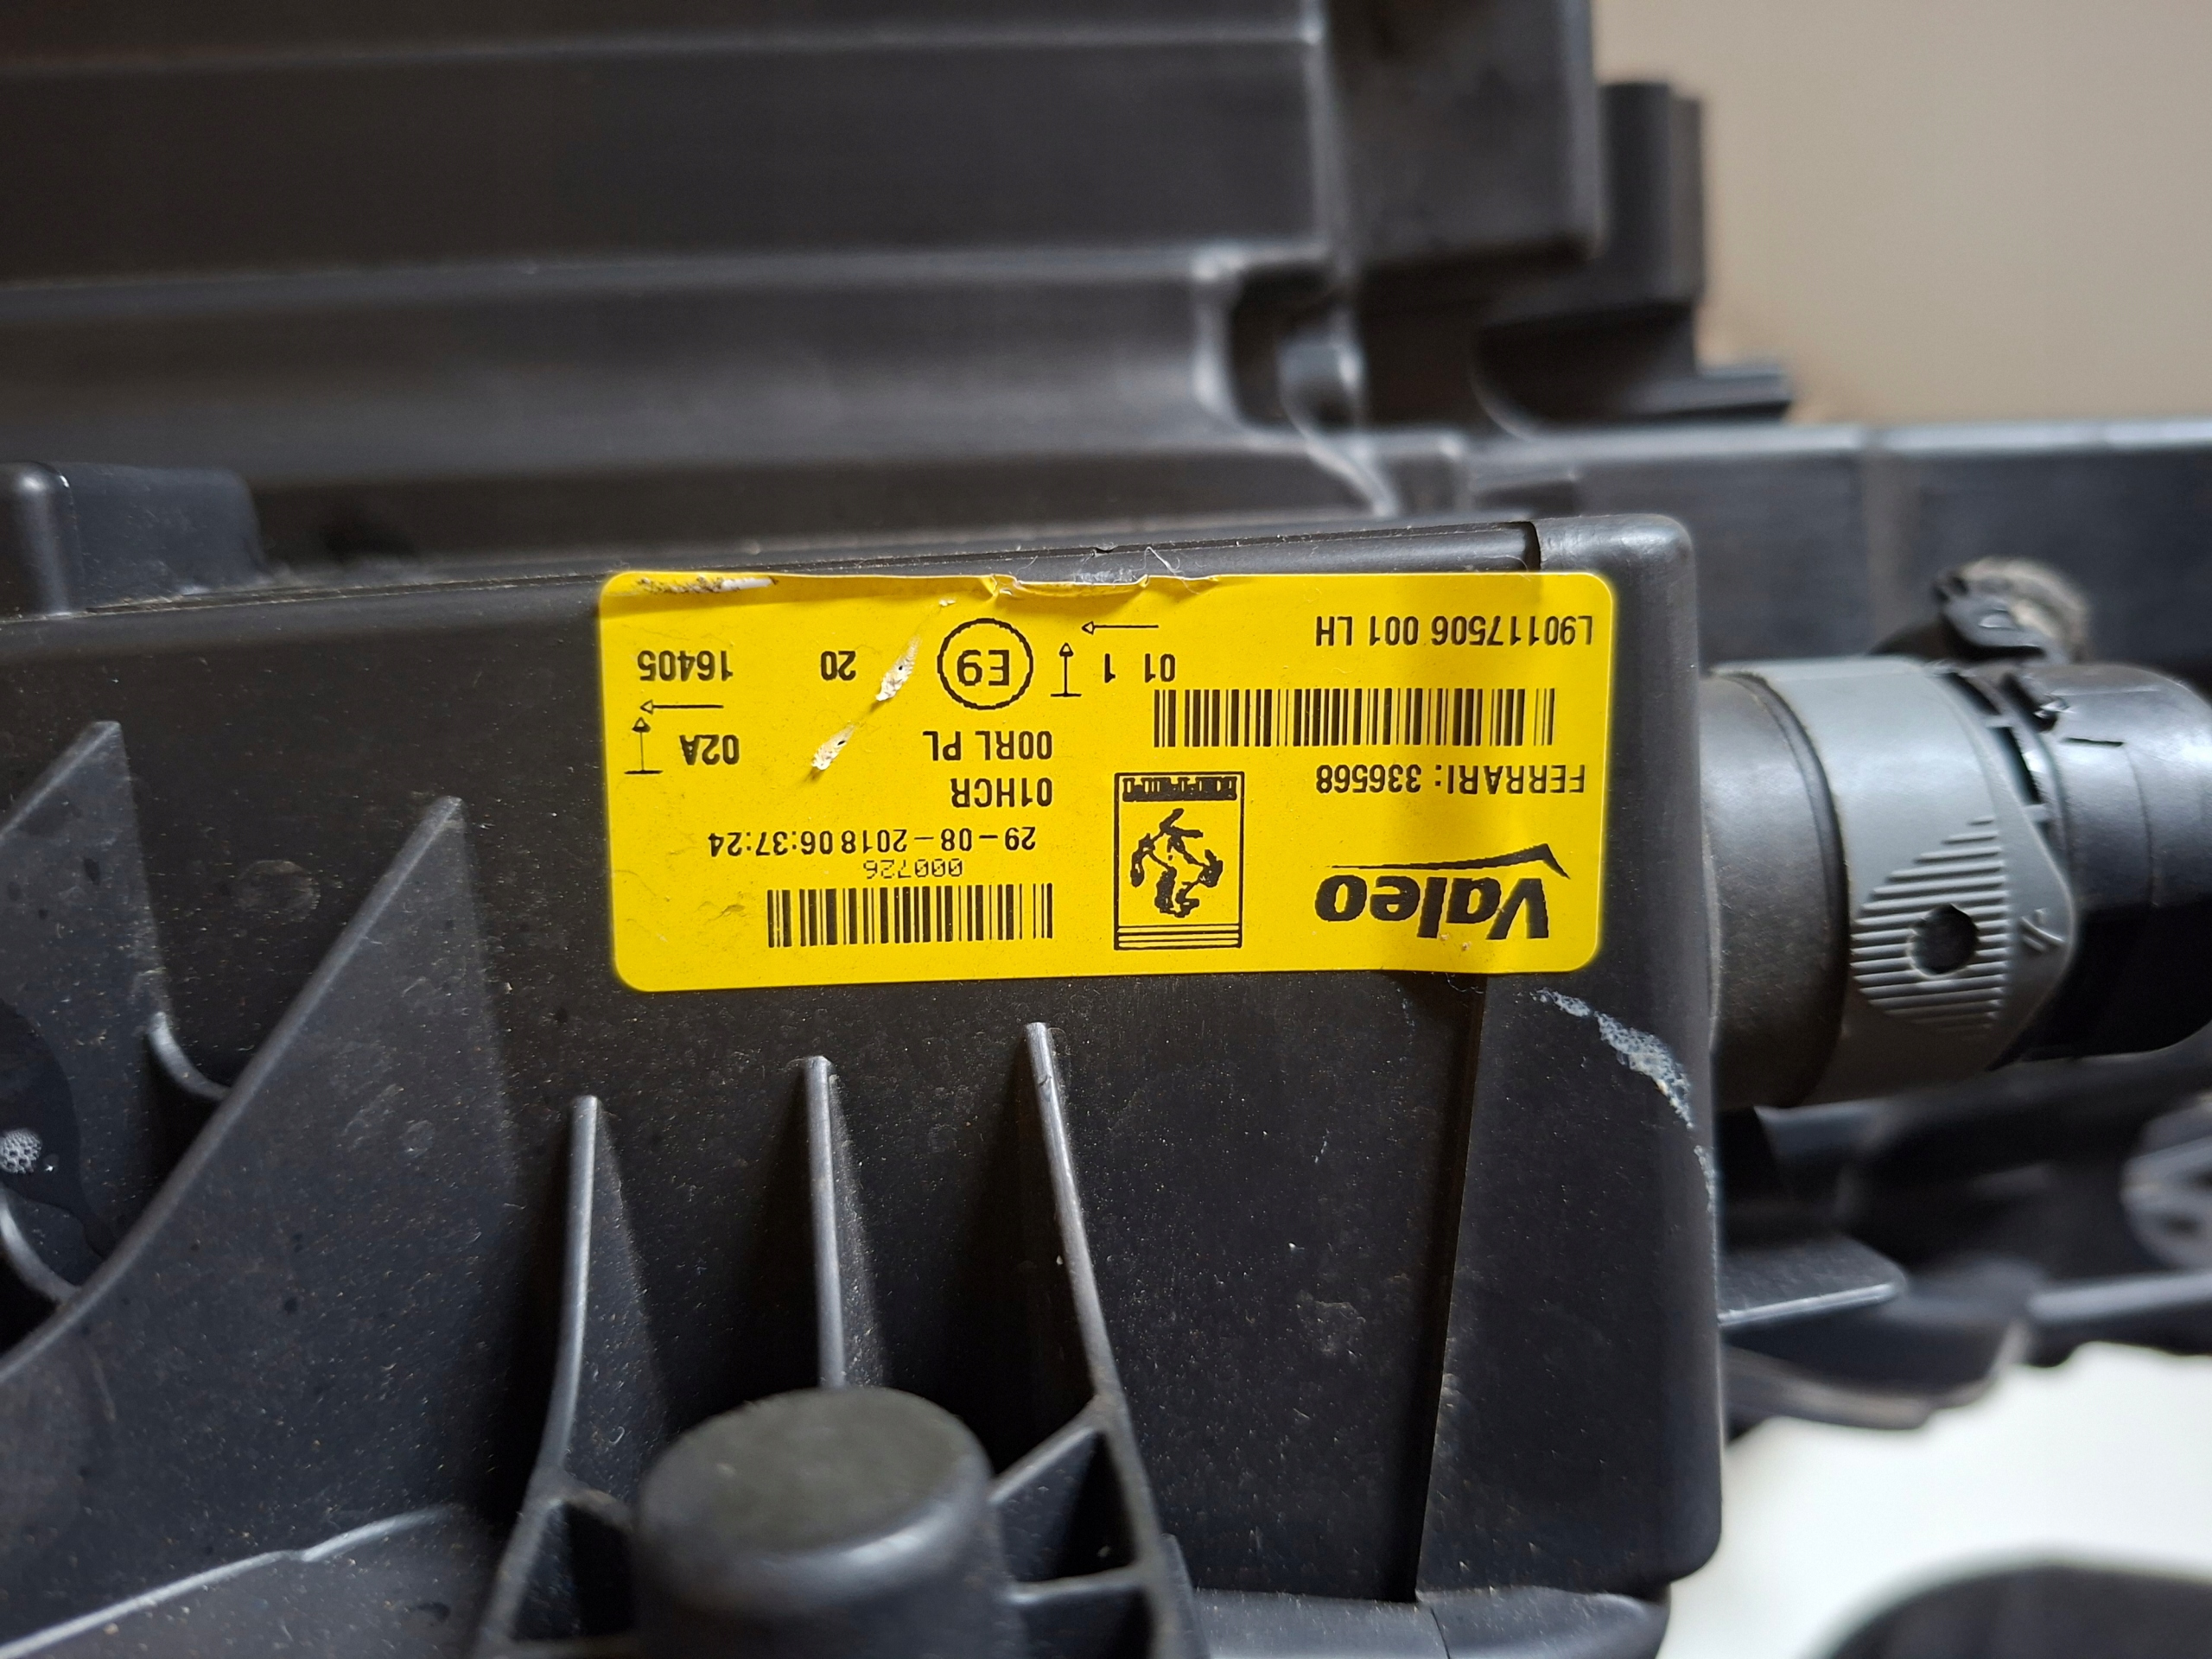 Valeo
FERRARI: 336568
L90117506 001 LH
000726
29-08-2018 06:37:24
01HCR
00RL PL
02A
01 1
E9
20
16405